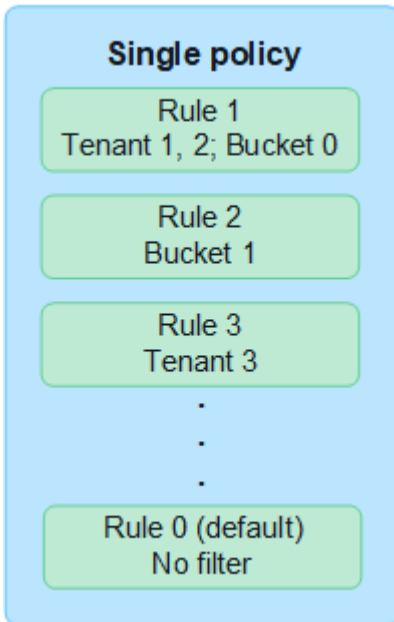 Single policy
Rule 1
Tenant 1, 2; Bucket 0
Rule 2
Bucket 1
Rule 3
Tenant 3
.
.
.
Rule 0 (default)
No filter